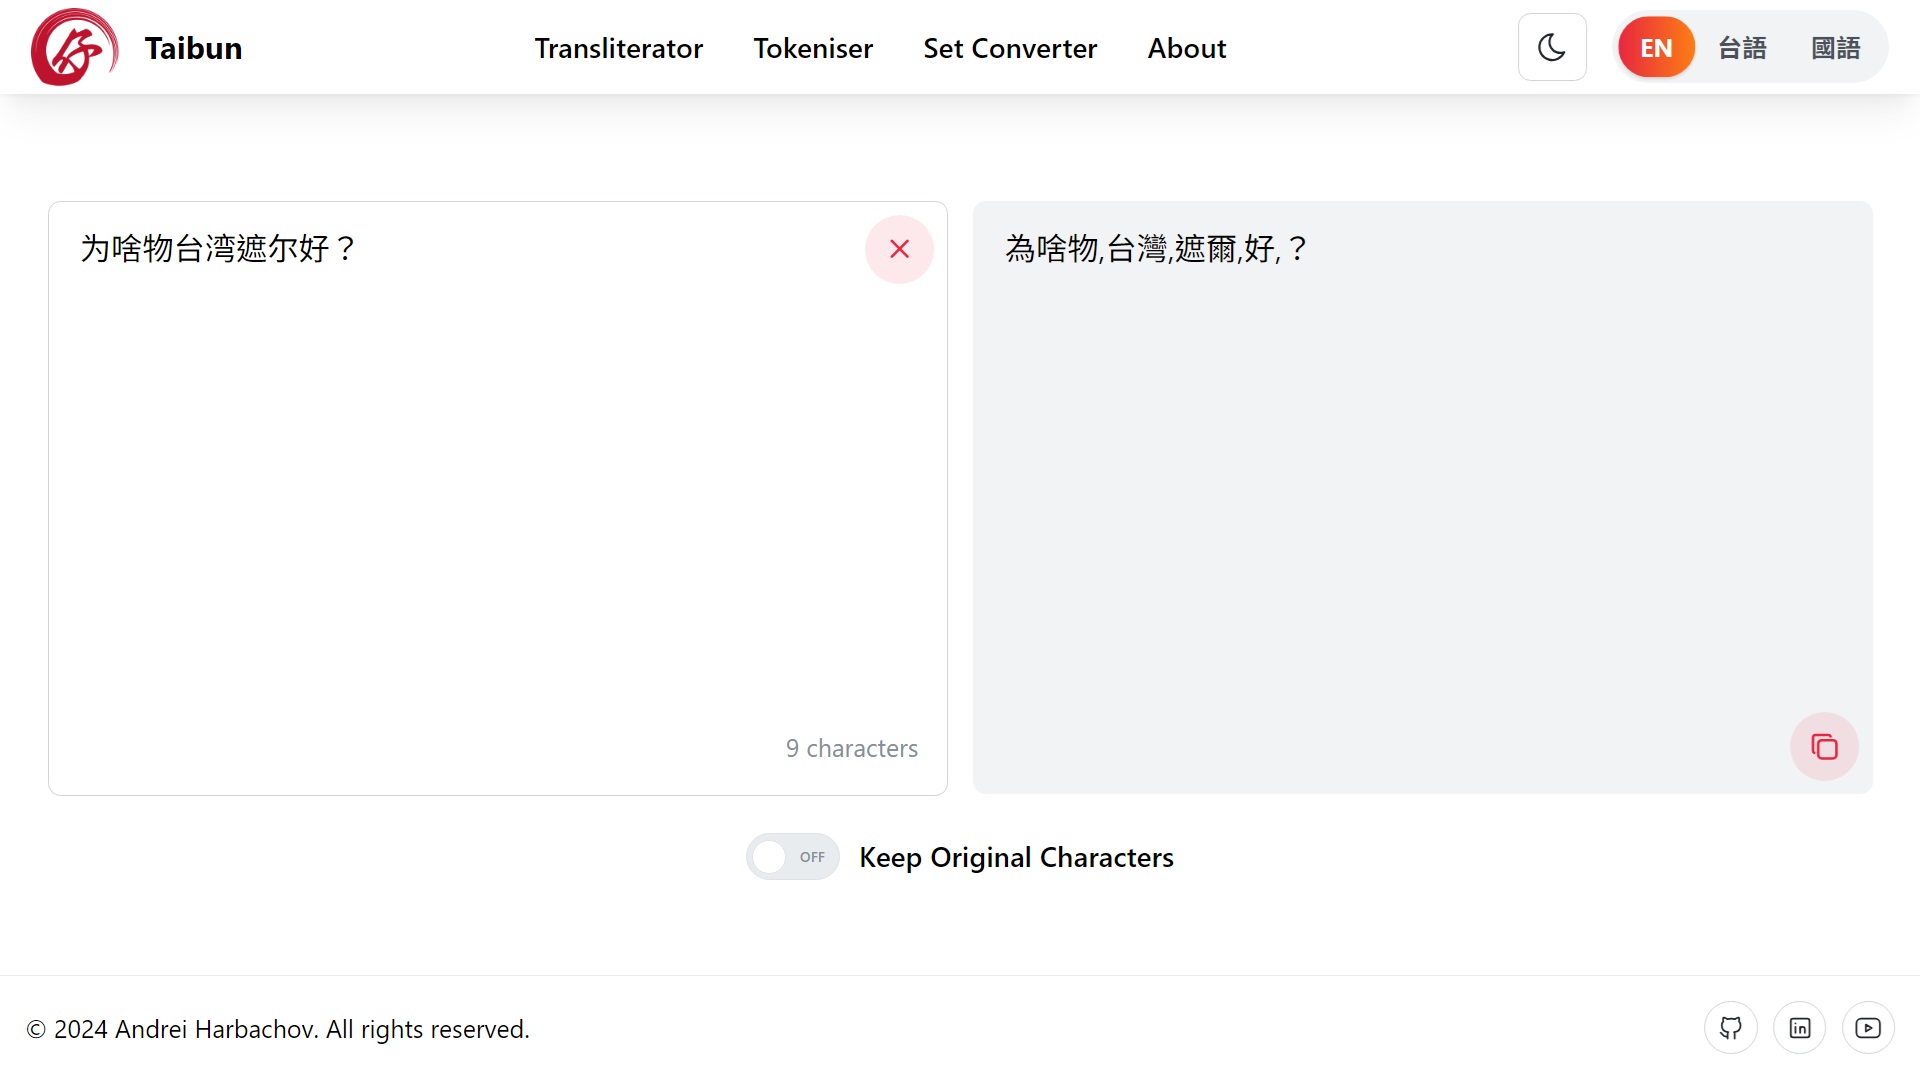 Taibun
Transliterator
Tokeniser
Set Converter
About
EN
台語
國語
为啥物台湾遮尔好？
為啥物,台灣,遮爾,好,？
9 characters
OFF
Keep Original Characters
© 2024 Andrei Harbachov. All rights reserved.